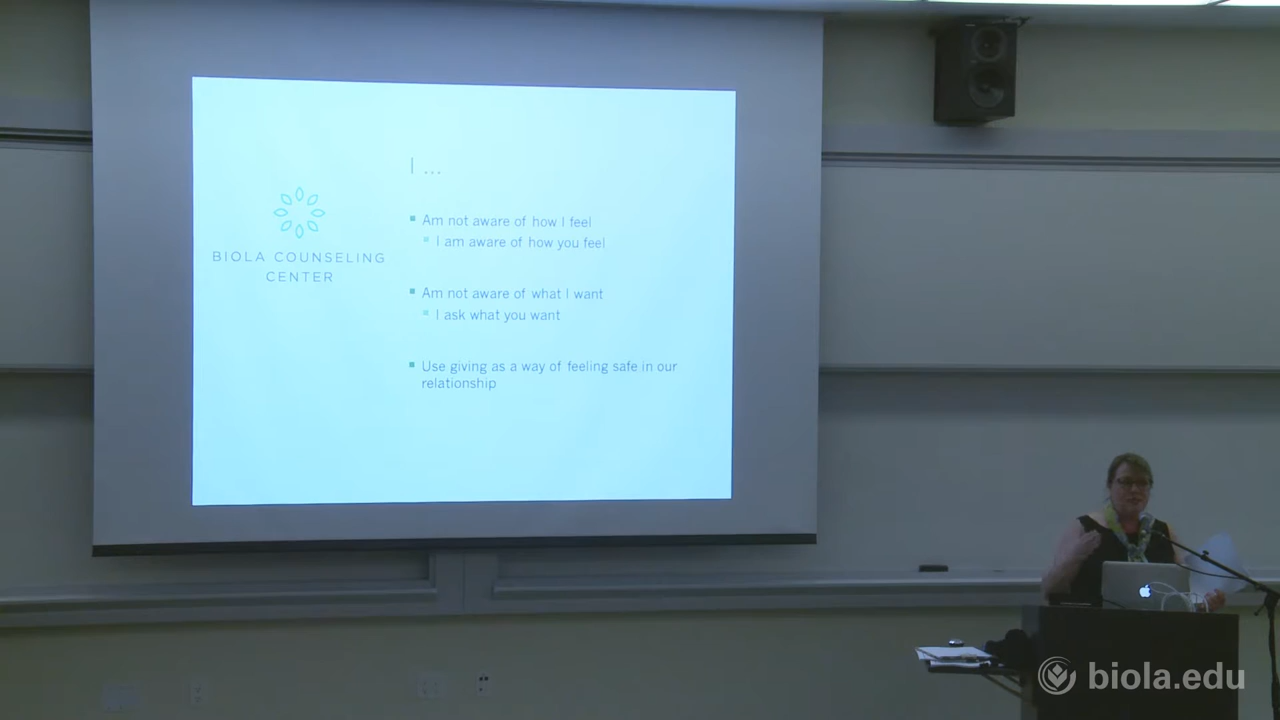 I ...
BIOLA COUNSELING
CENTER
Am not aware of how I feel
I am aware of how you feel
Am not aware of what I want
I ask what you want
Use giving as a way of feeling safe in our
relationship
biola.edu